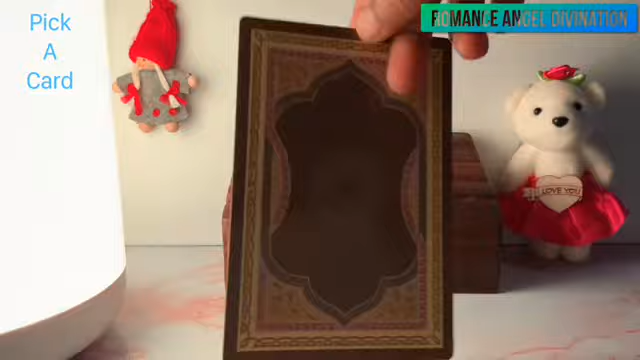 Pick
A
Card
ROMANCE ANGEL DIVINATION
LOVE YOU